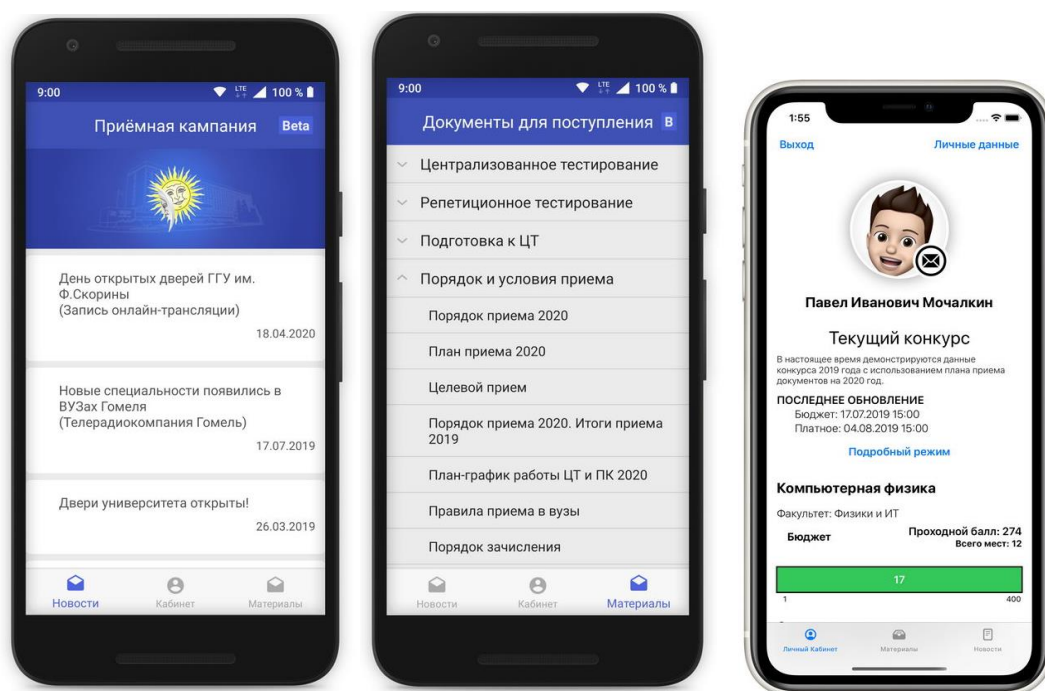 9:00
LTE
100 %
Приёмная кампания
Beta
День открытых дверей ГГУ им.
Ф.Скорины
(Запись онлайн-трансляции)
18.04.2020
Новые специальности появились в
ВУЗах Гомеля
(Телерадиокомпания Гомель)
17.07.2019
Двери университета открыты!
26.03.2019
Новости
Кабинет
Материалы
9:00
LTE
100 %
Документы для поступления
B
Централизованное тестирование
Репетиционное тестирование
Подготовка к ЦТ
Порядок и условия приема
Порядок приема 2020
План приема 2020
Целевой прием
Порядок приема 2020. Итоги приема
2019
План-график работы ЦТ и ПК 2020
Правила приема в вузы
Порядок зачисления
Новости
Кабинет
Материалы
1:55
Выход
Личные данные
Павел Иванович Мочалкин
Текущий конкурс
В настоящее время демонстрируются данные
конкурса 2019 года с использованием плана приема
документов на 2020 год.
ПОСЛЕДНЕЕ ОБНОВЛЕНИЕ
Бюджет: 17.07.2019 15:00
Платное: 04.08.2019 15:00
Подробный режим
Компьютерная физика
Факультет: Физики и ИТ
Бюджет
Проходной балл: 274
Всего мест: 12
17
1
400
Личный Кабинет
Материалы
Новости